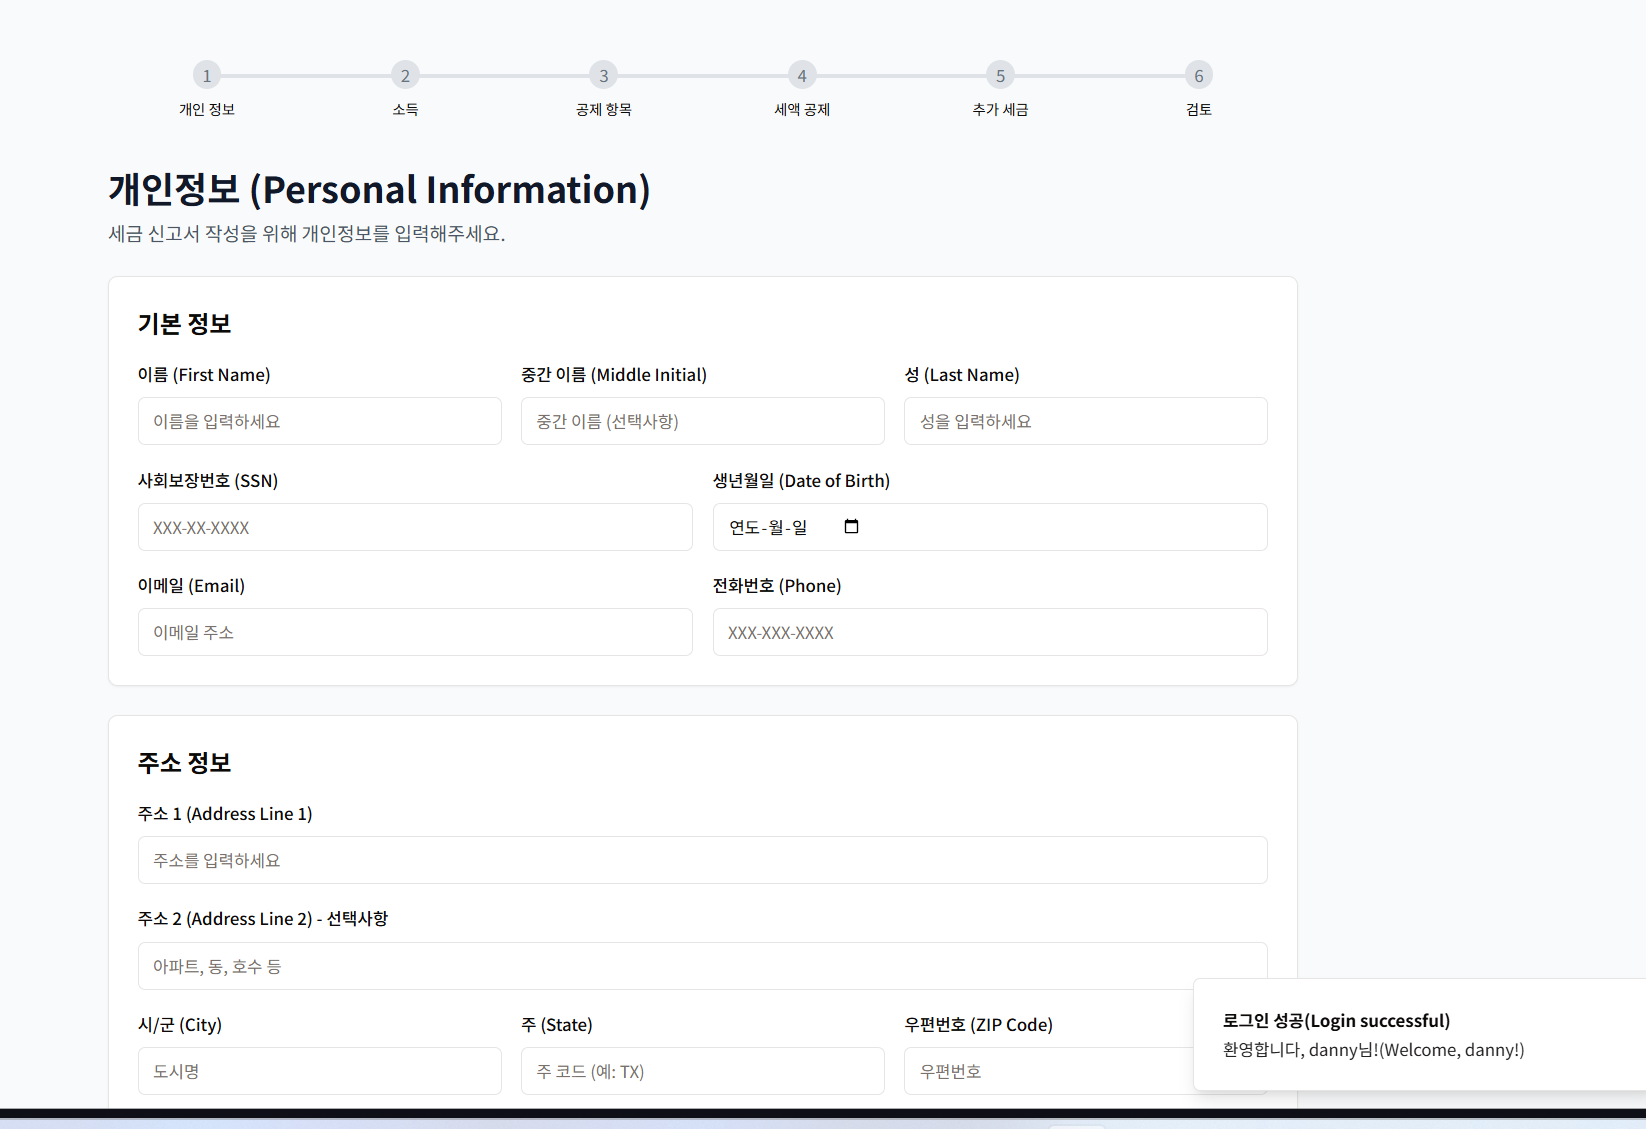 1 2 3 4 5 6
개인 정보 소득 공제 항목 세액 공제 추가 세금 검토
개인정보 (Personal Information)
세금 신고서 작성을 위해 개인정보를 입력해주세요.
기본 정보
이름 (First Name) 중간 이름 (Middle Initial) 성 (Last Name)
이름을 입력하세요 중간 이름 (선택사항) 성을 입력하세요
사회보장번호 (SSN) 생년월일 (Date of Birth)
XXX-XX-XXXX 연도-월-일
이메일 (Email) 전화번호 (Phone)
이메일 주소 XXX-XXX-XXXX
주소 정보
주소 1 (Address Line 1)
주소를 입력하세요
주소 2 (Address Line 2) - 선택사항
아파트, 동, 호수 등
시/군 (City) 주 (State) 우편번호 (ZIP Code)
도시명 주 코드 (예: TX) 우편번호
로그인 성공(Login successful)
환영합니다, danny님!(Welcome, danny!)